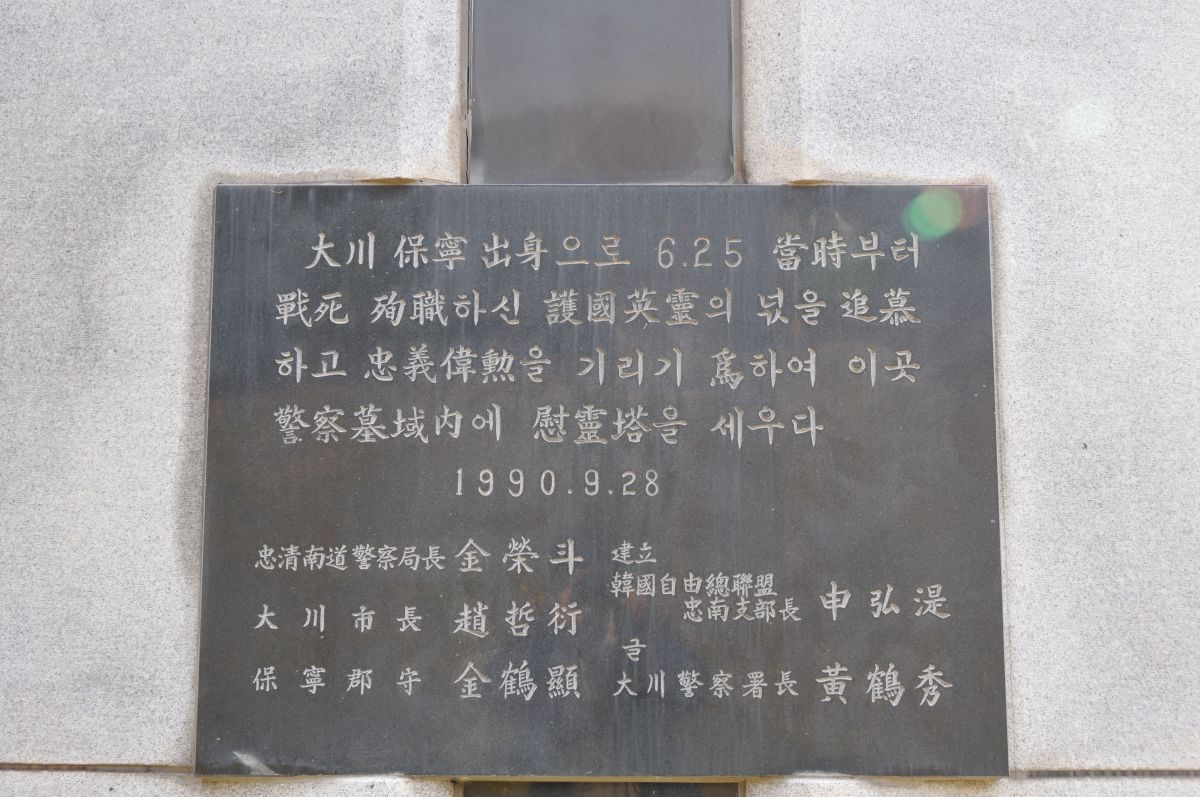 大川 保寧 出身으로 6.25 當時부터
戰死 殉職하신 護國英靈의 넋을 追慕
하고 忠義偉勲을 기리기 爲하여 이곳
警察墓域內에 慰靈塔을 세우다
1990.9.28
忠清南道警察局長 金榮斗
大川市長 趙哲衍
保寧郡守 金鶴顯
建立
韓國自由總聯盟
忠南支部長 申弘湜
글
大川警察署長 黃鶴秀